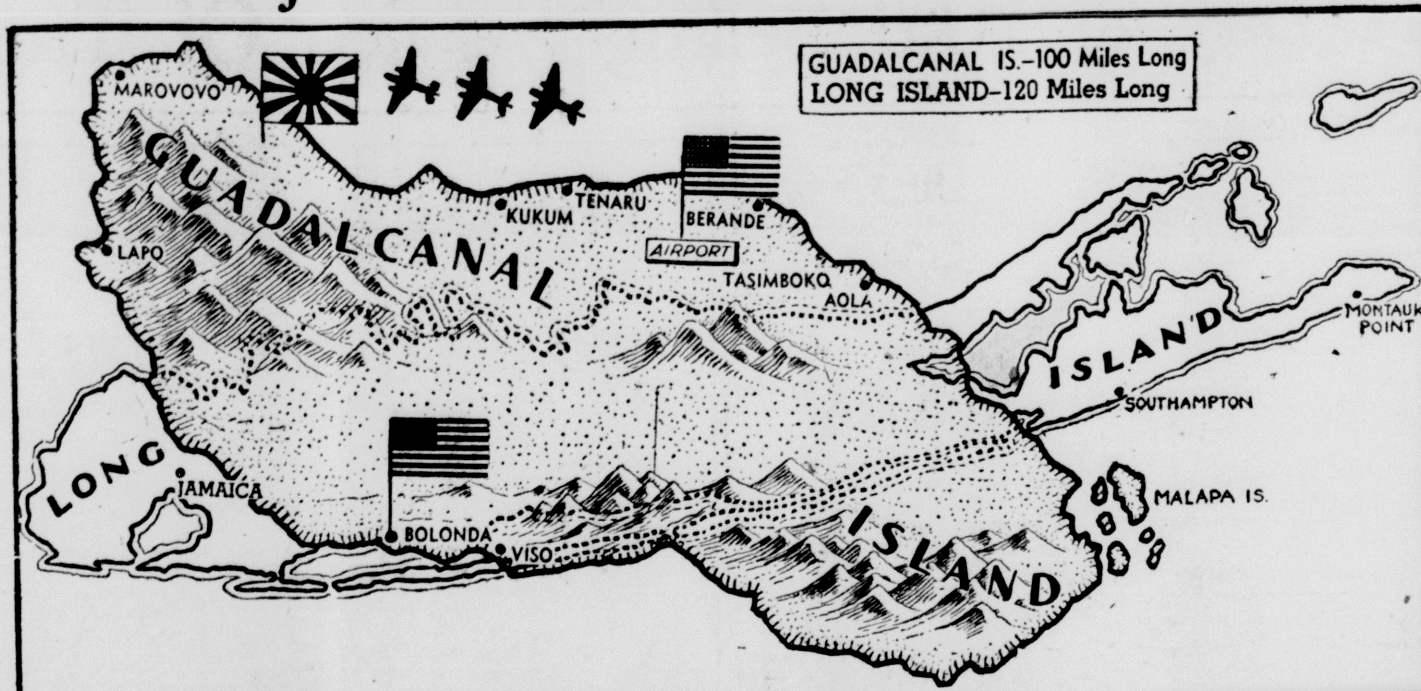 GUADALCANAL IS.–100 Miles Long
LONG ISLAND–120 Miles Long
MAROVOVO
GUADALCANAL
TENARU
KUKUM
BERANDE
AIRPORT
LAPO
TASIMBOKO
AOLA
MONTAUK
POINT
ISLAND
SOUTHAMPTON
LONG
JAMAICA
MALAPA IS.
BOLONDA
VISO
ISLAND